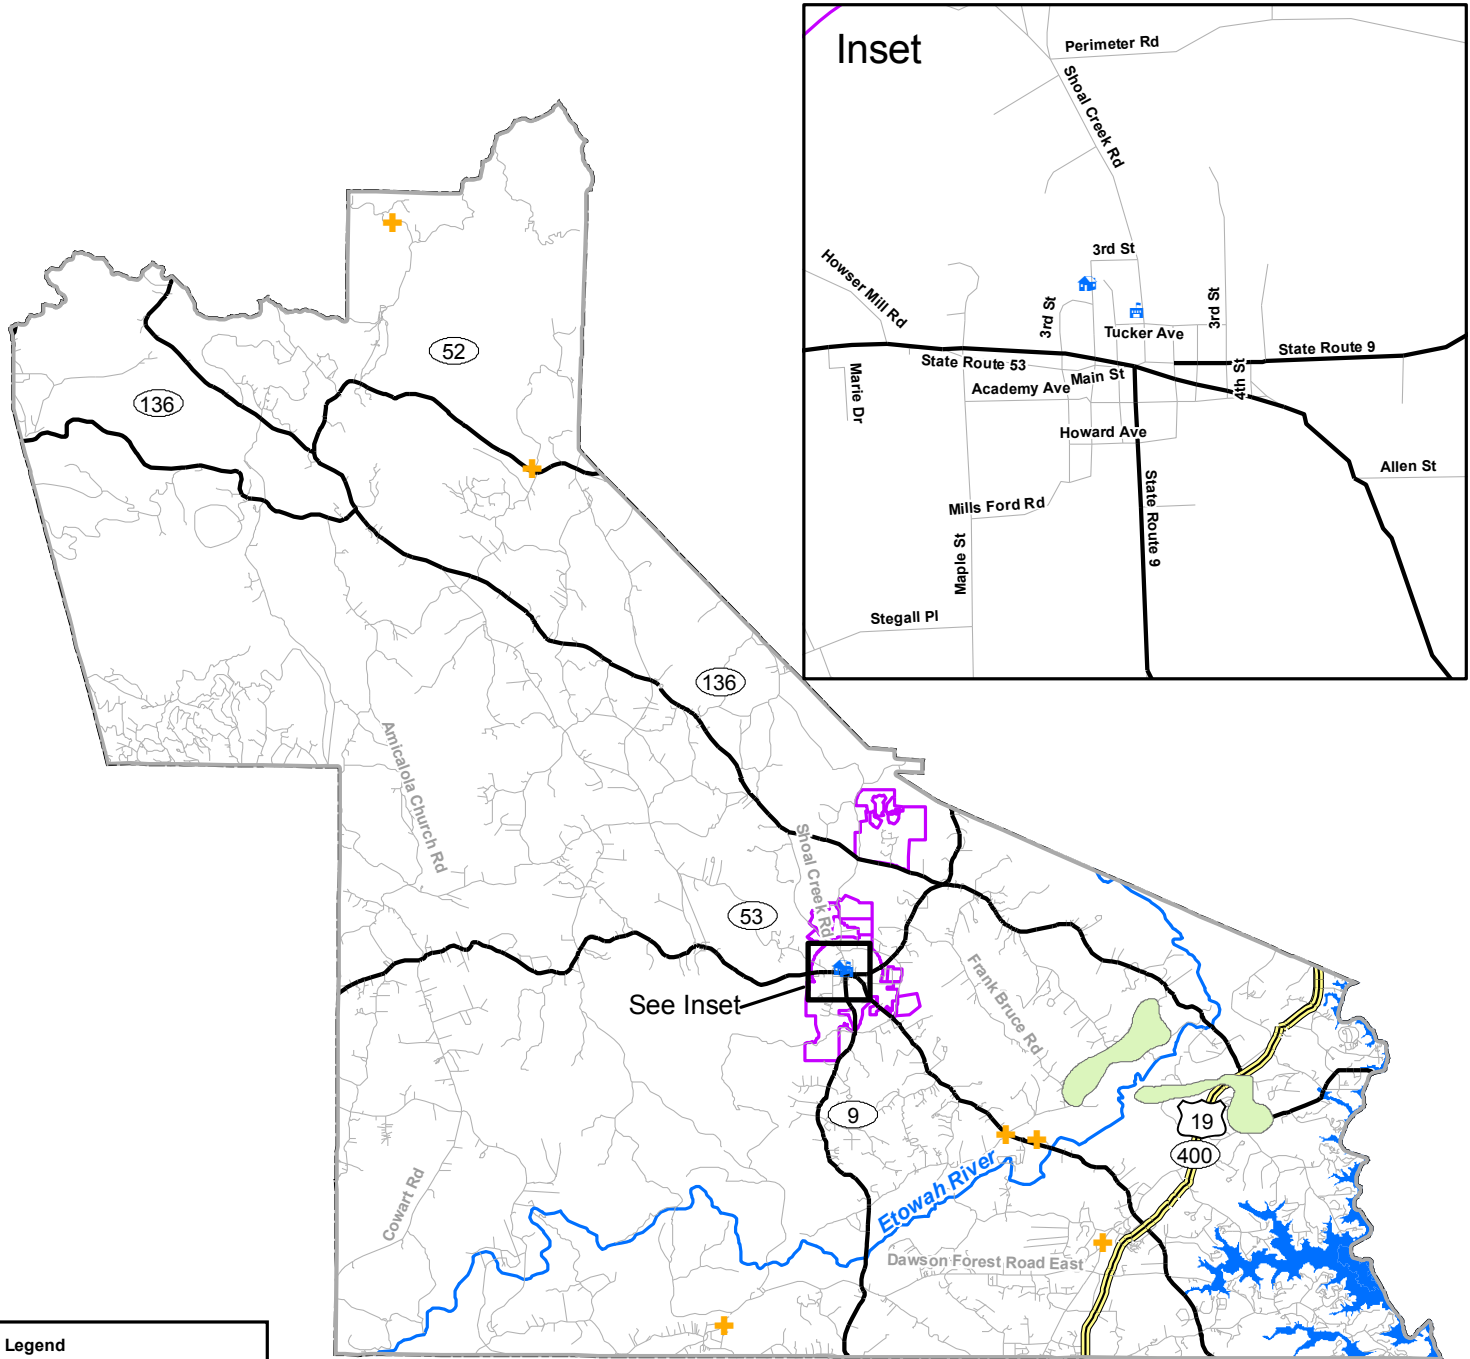 Inset
Perimeter Rd
Shoal Creek Rd
3rd St
Howser Mill Rd
3rd St
3rd St
Tucker Ave
State Route 9
State Route 53
Main St
4th St
Marie Dr
Academy Ave
Howard Ave
Allen St
State Route 9
Mills Ford Rd
Maple St
Stegall Pl
52
136
136
Amicalola Church Rd
Shoal Creek Rd
53
Frank Bruce Rd
See Inset
9
19
400
Etowah River
Cowart Rd
Dawson Forest Road East
Legend